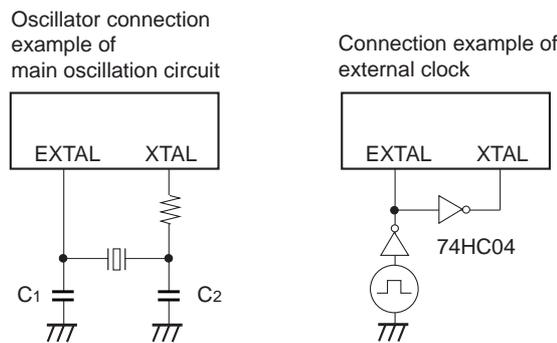 Oscillator connection
example of
main oscillation circuit
EXTAL XTAL
C1 C2
Connection example of
external clock
EXTAL XTAL
74HC04